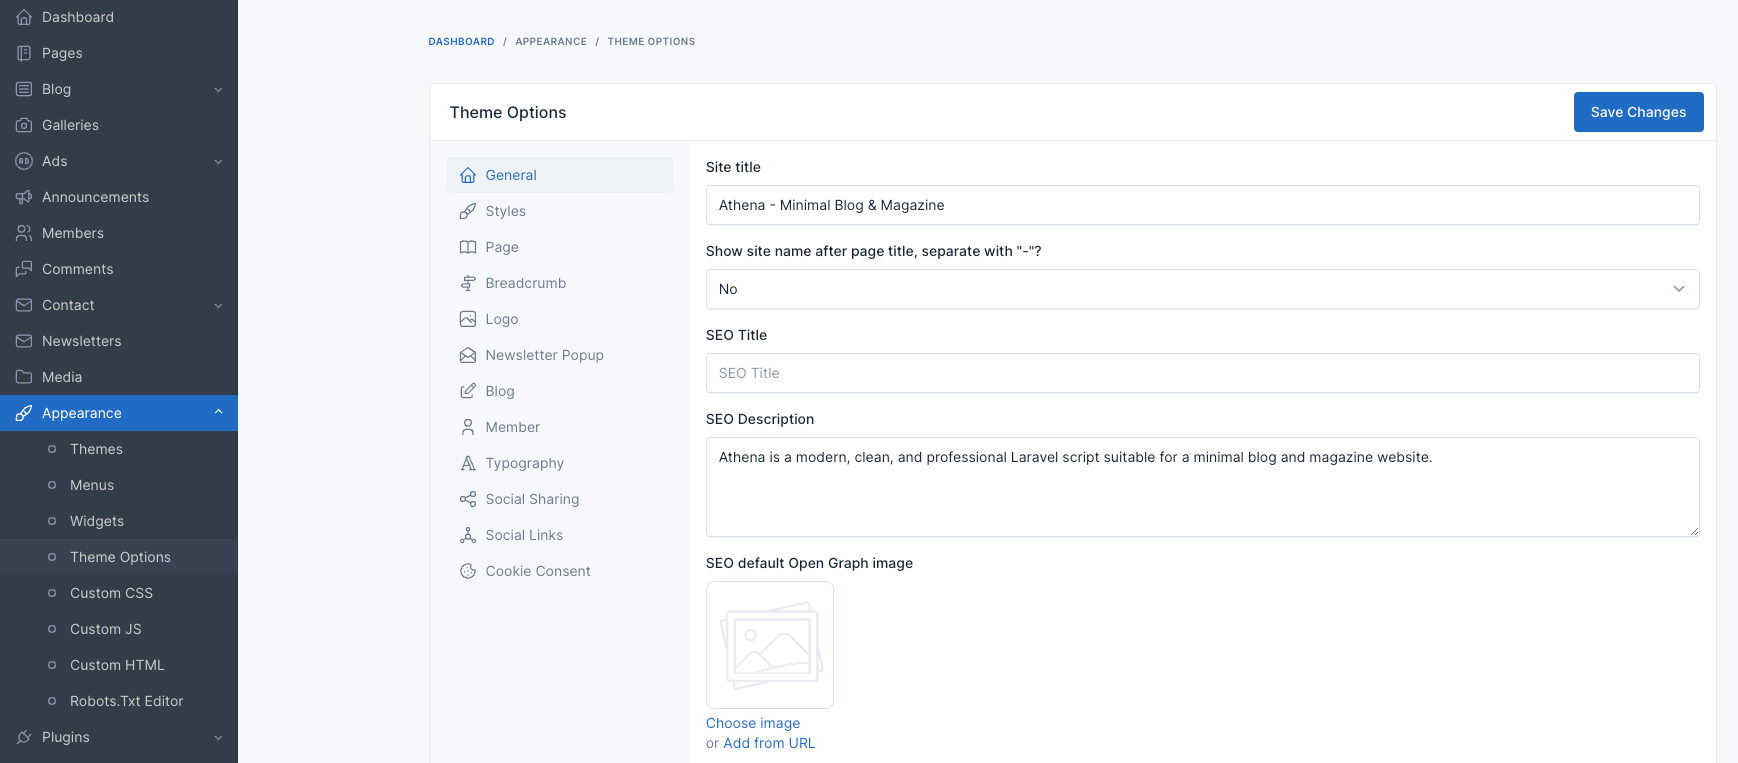 Dashboard
Pages
Blog
Galleries
Ads
Announcements
Members
Comments
Contact
Newsletters
Media
Appearance
Themes
Menus
Widgets
Theme Options
Custom CSS
Custom JS
Custom HTML
Robots.Txt Editor
Plugins
DASHBOARD / APPEARANCE / THEME OPTIONS
Theme Options
Save Changes
General
Styles
Page
Breadcrumb
Logo
Newsletter Popup
Blog
Member
Typography
Social Sharing
Social Links
Cookie Consent
Site title
Athena - Minimal Blog & Magazine
Show site name after page title, separate with "-"?
No
SEO Title
SEO Title
SEO Description
Athena is a modern, clean, and professional Laravel script suitable for a minimal blog and magazine website.
SEO default Open Graph image
Choose image
or Add from URL